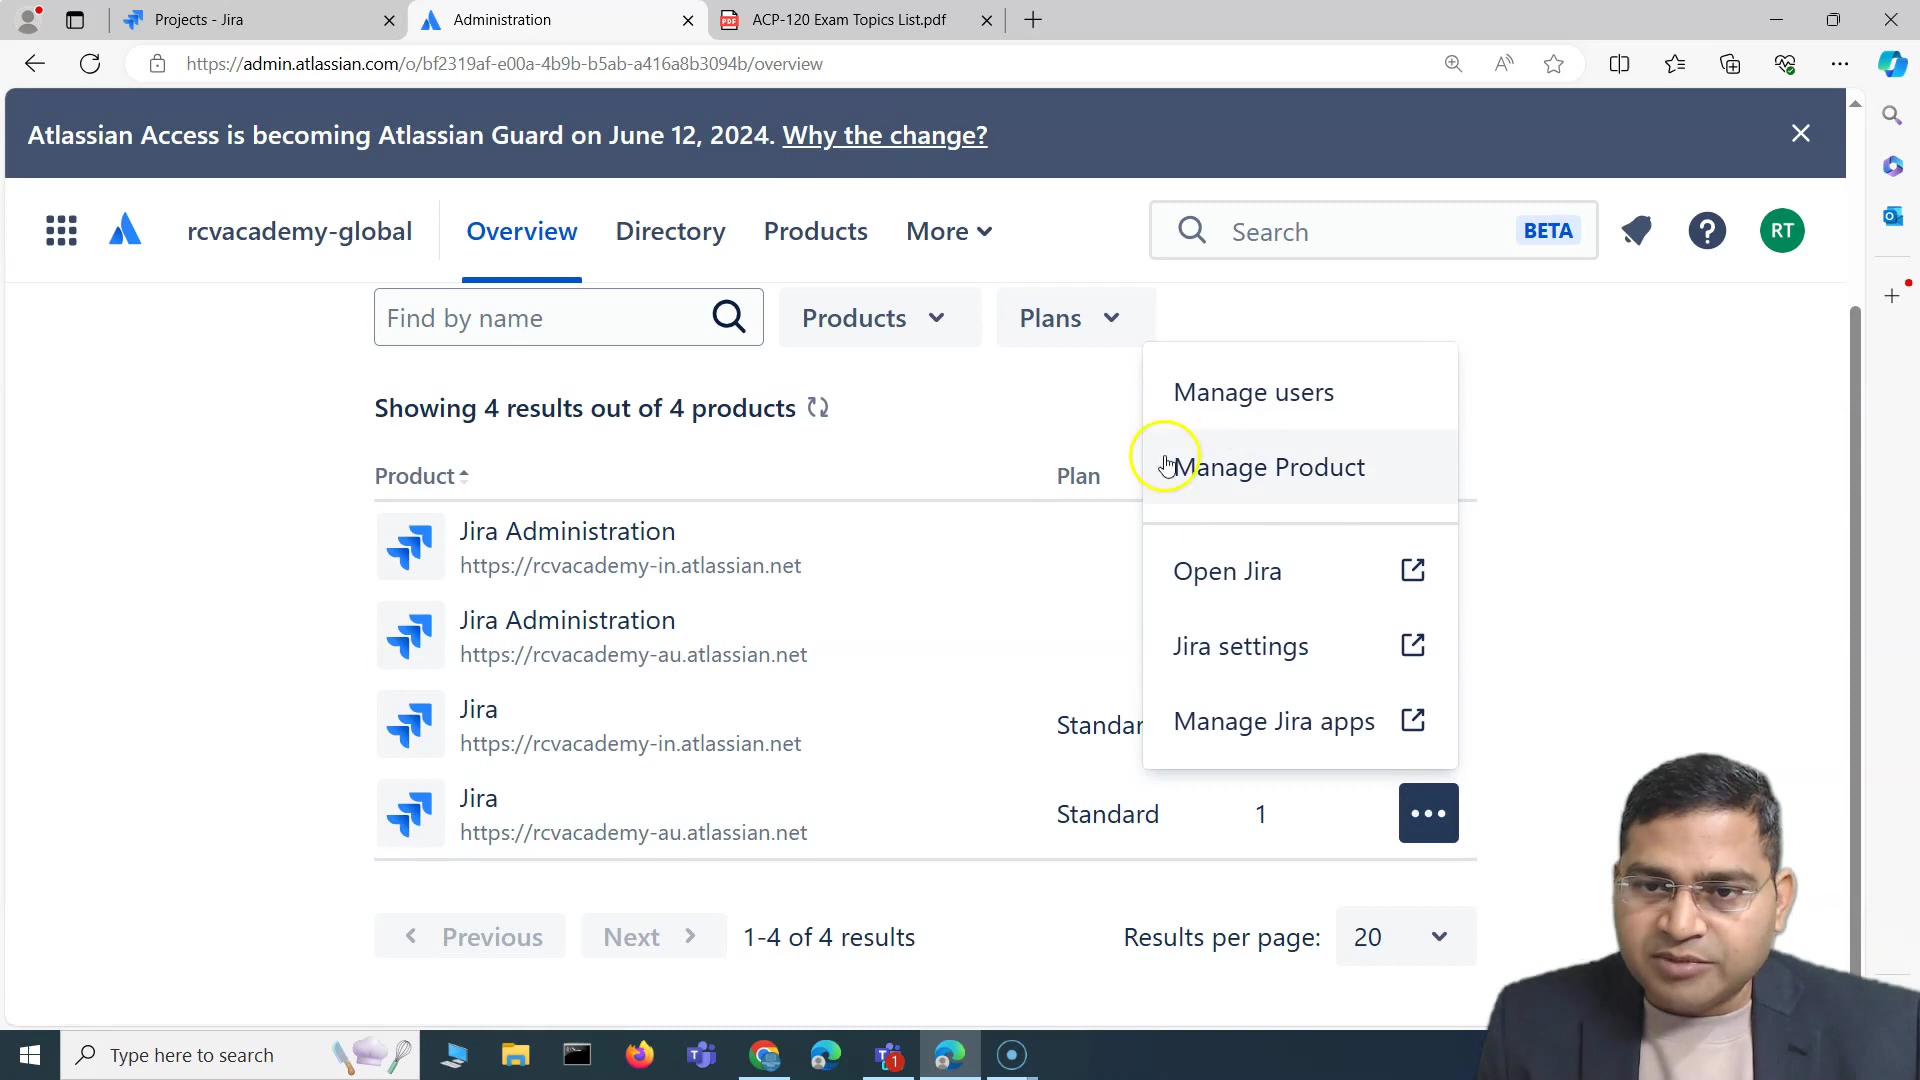 Projects - Jira
Administration
PDF
ACP-120 Exam Topics List.pdf
https://admin.atlassian.com/o/bf2319af-e00a-4b9b-b5ab-a416a8b3094b/overview
Atlassian Access is becoming Atlassian Guard on June 12, 2024. Why the change?
rcvacademy-global
Overview
Directory
Products
More
Search
BETA
RT
Find by name
Products
Plans
Showing 4 results out of 4 products
Manage users
Manage Product
Open Jira
Jira settings
Manage Jira apps
Product
Plan
Jira Administration
https://rcvacademy-in.atlassian.net
Jira Administration
https://rcvacademy-au.atlassian.net
Jira
https://rcvacademy-in.atlassian.net
Standar
Jira
https://rcvacademy-au.atlassian.net
Standard
1
Previous
Next
1-4 of 4 results
Results per page:
20
Type here to search
1